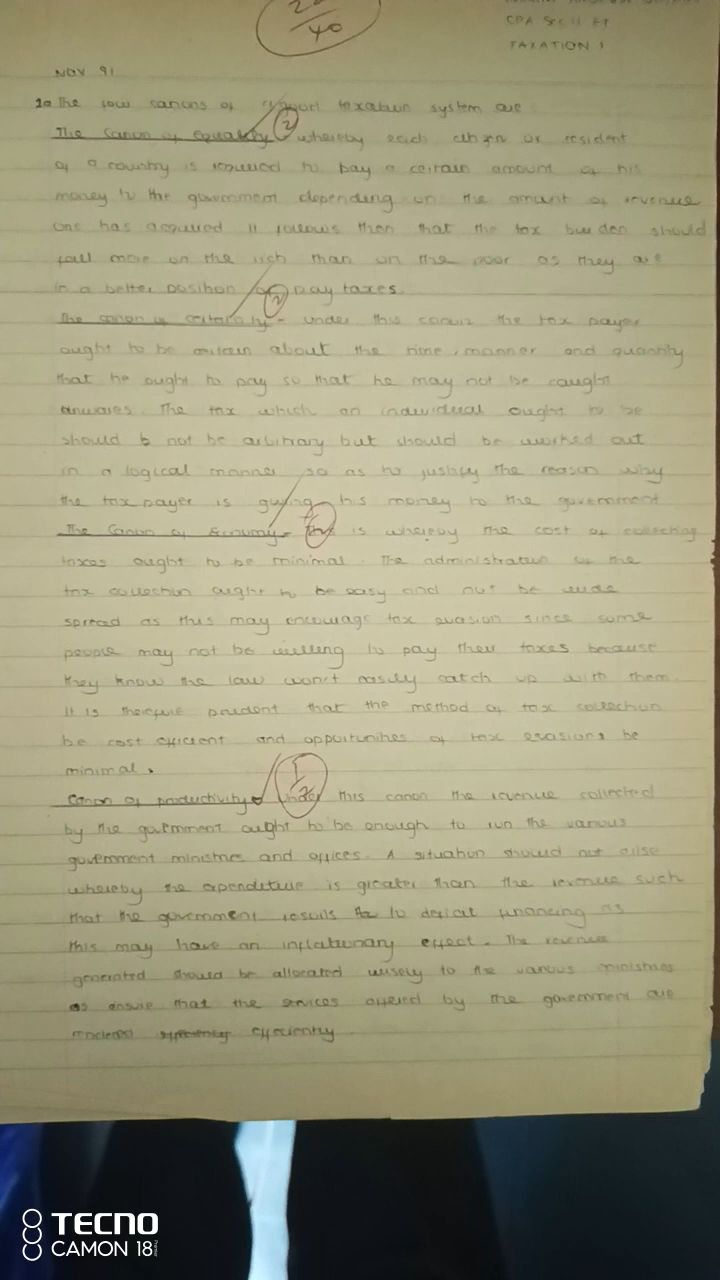 40
CPA Sec II
TAXATION 1
NOV 91
1a The four canons of taxation system are
The Canon of equality 2 whereby each citizen or resident
of a country is required to pay a certain amount of his
money to the government depending on the amount of revenue
one has acquired It follows then that the tax burden should
fall more on the rich than on the poor as they are
in a better position pay taxes.
2
The canon of certainty - under this canon the tax payer
ought to be certain about the time, manner and quantity
that he ought to pay so that he may not be caught
unwares. The tax which an individual ought to be
should b not be arbitrary but should be worked out
in a logical manner so as to justify the reason why
the tax payer is giving his money to the government
The Canon of Economy - This is whereby the cost of collecting
taxes ought to be minimal. The administration of the
tax collection ought to be easy and not be wide
spread as this may encourage tax evasion since some
people may not be willing to pay their taxes because
they know the law won't easily catch up with them.
It is therefore prudent that the method of tax collection
be cost efficient and opportunities of tax evasions be
minimal.
Canon of productivity under this canon the revenue collected
by the government ought to be enough to run the various
government ministries and offices. A situation should not arise
whereby the expenditure is greater than the revenue such
that the government results to deficit financing as
this may have an inflationary effect. The revenue
generated should be allocated wisely to the various ministries
as ensure that the services offered by the government are
rendered efficiently
TECNO
CAMON 18 Premier